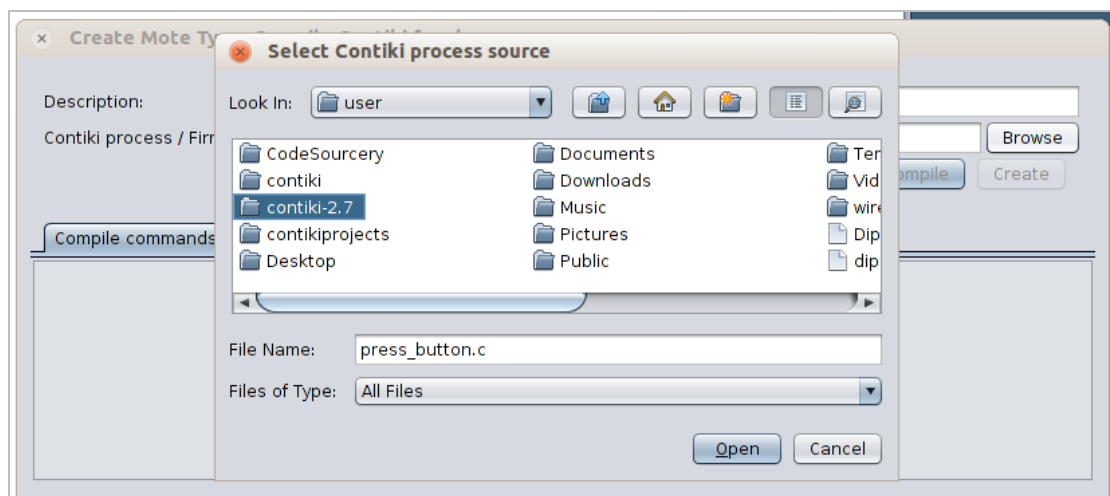 Create Mote Ty
Select Contiki process source
Description:
Look In: user
Contiki process / Firm
Browse
CodeSourcery Documents Ter
contiki Downloads Vid
ompile Create
contiki-2.7 Music wire
contikiprojects Pictures Dip
Compile commands
Desktop Public dip
File Name: press_button.c
Files of Type: All Files
Open Cancel